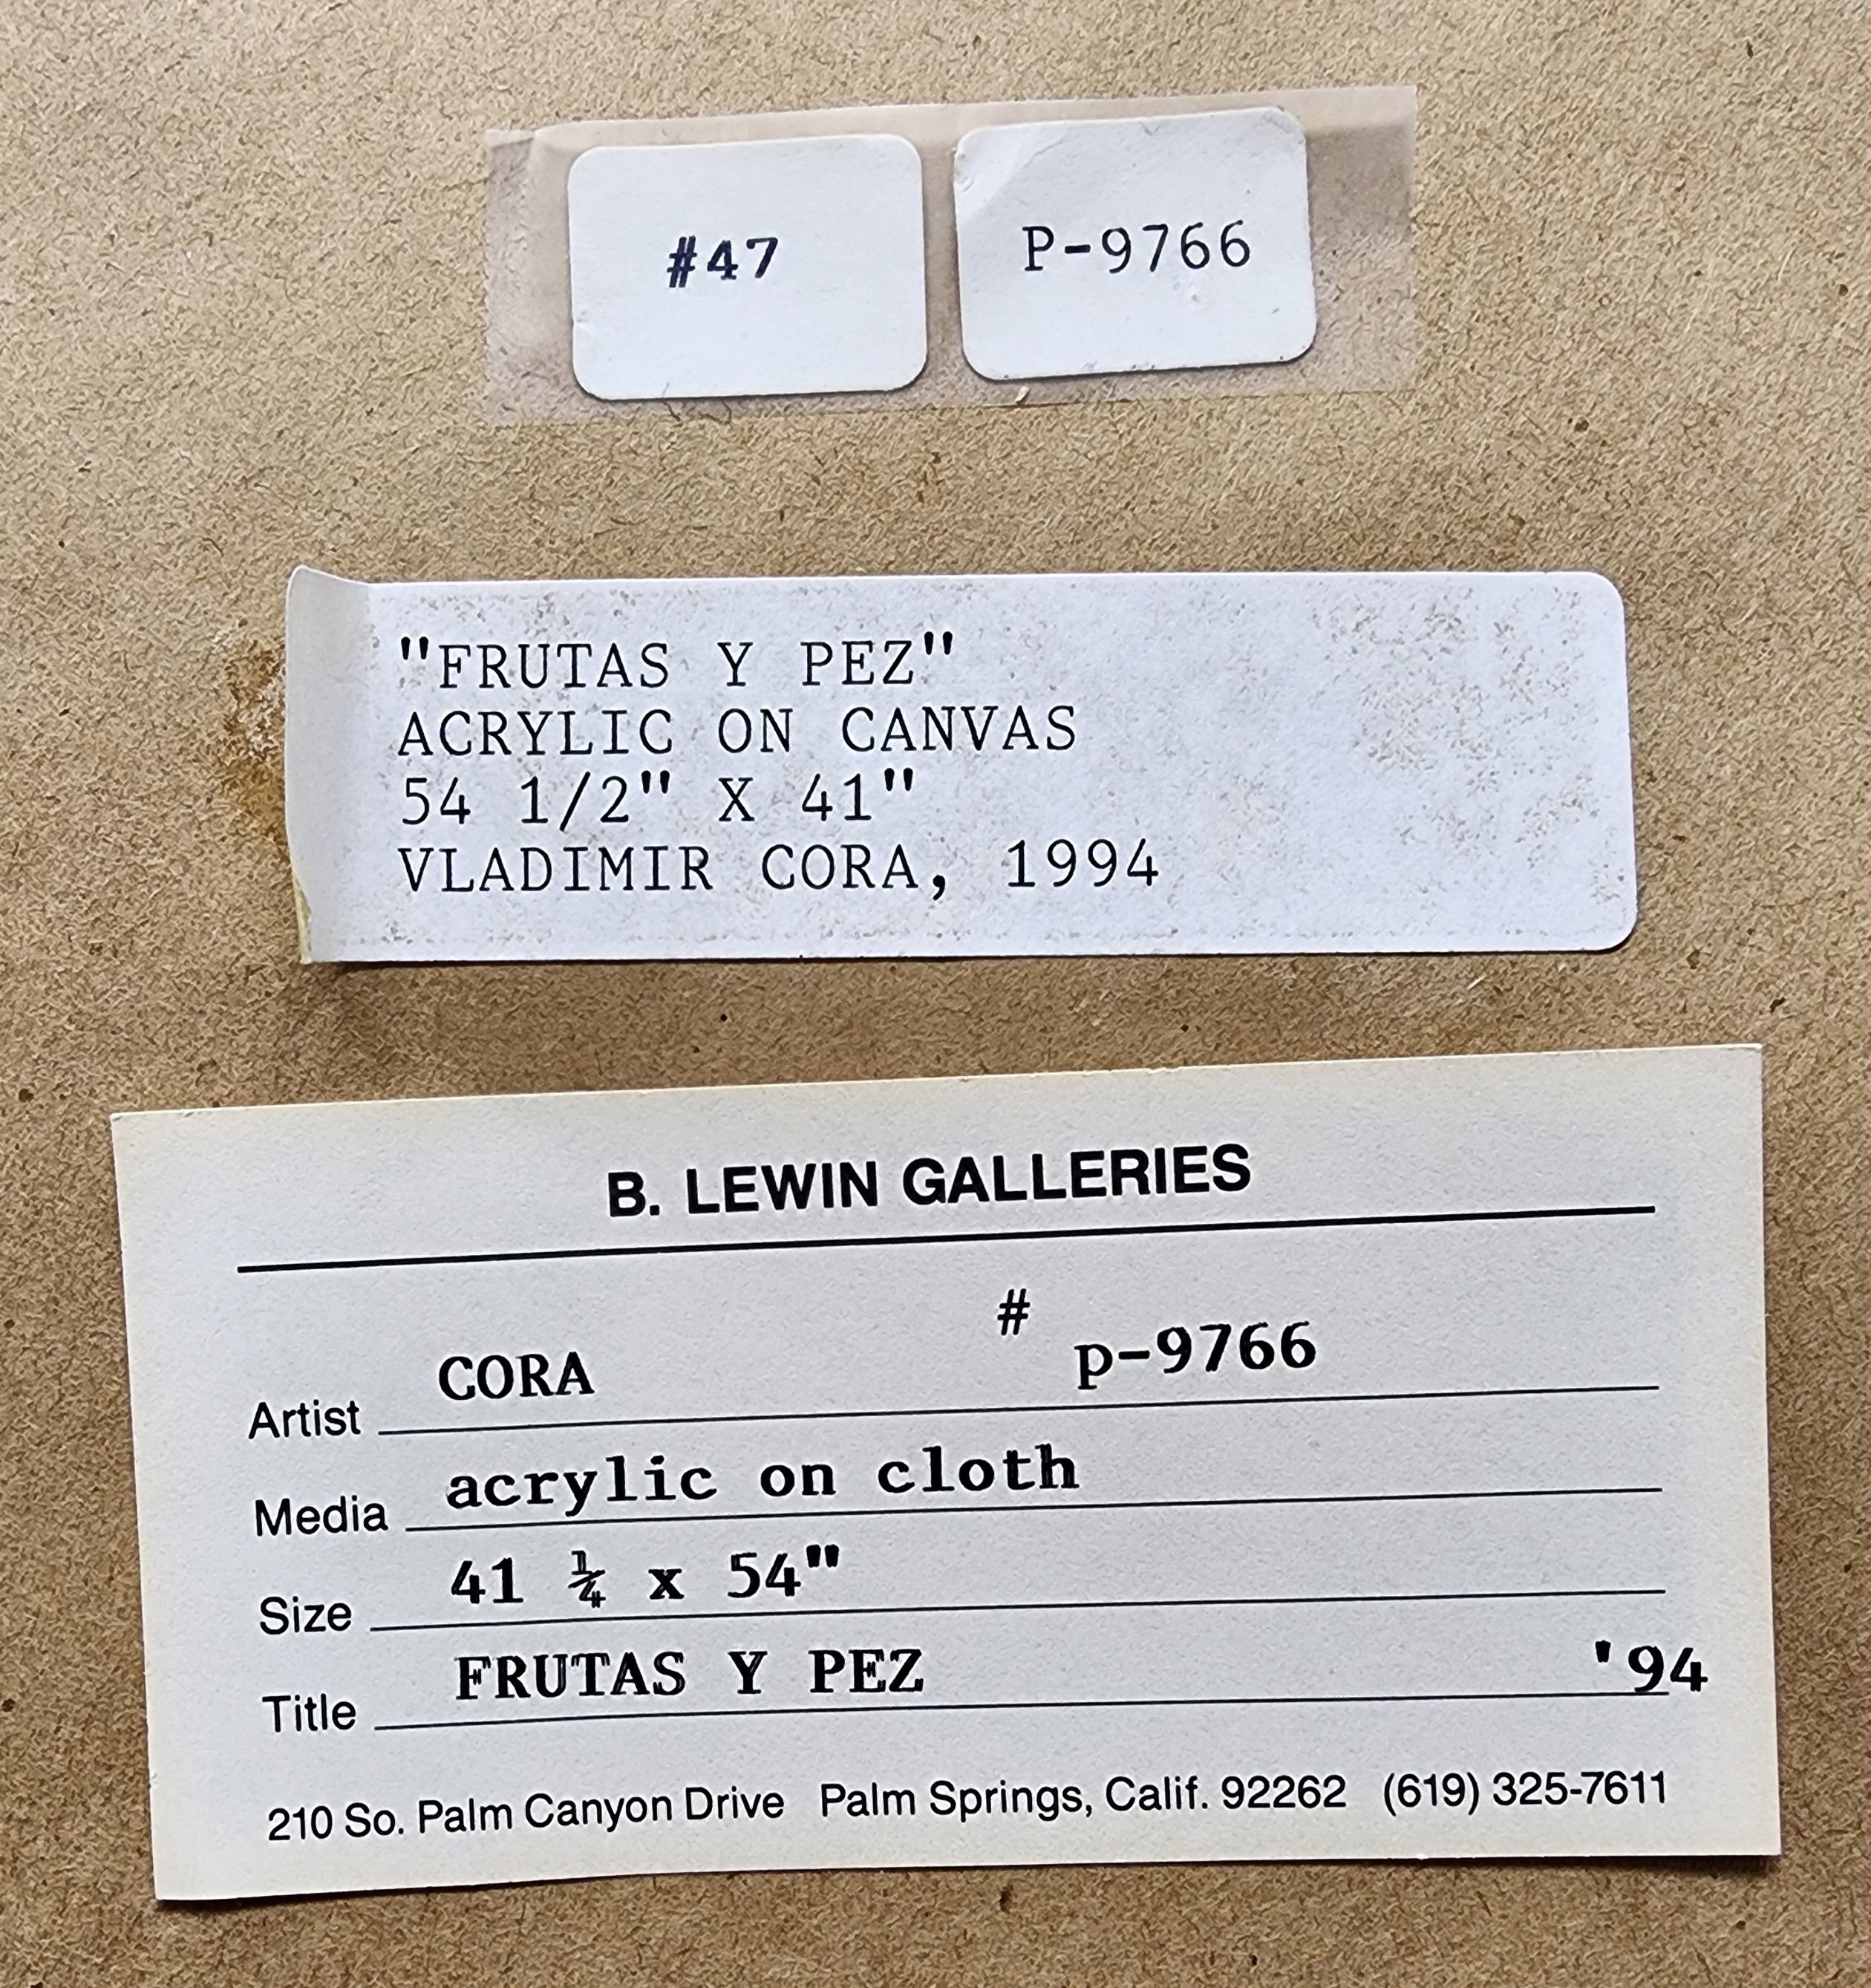 #47
P-9766
"FRUTAS Y PEZ"
ACRYLIC ON CANVAS
54 1/2" X 41"
VLADIMIR CORA, 1994
B. LEWIN GALLERIES
#
Artist CORA p-9766
Media acrylic on cloth
Size 41 ¼ x 54"
Title FRUTAS Y PEZ '94
210 So. Palm Canyon Drive Palm Springs, Calif. 92262 (619) 325-7611